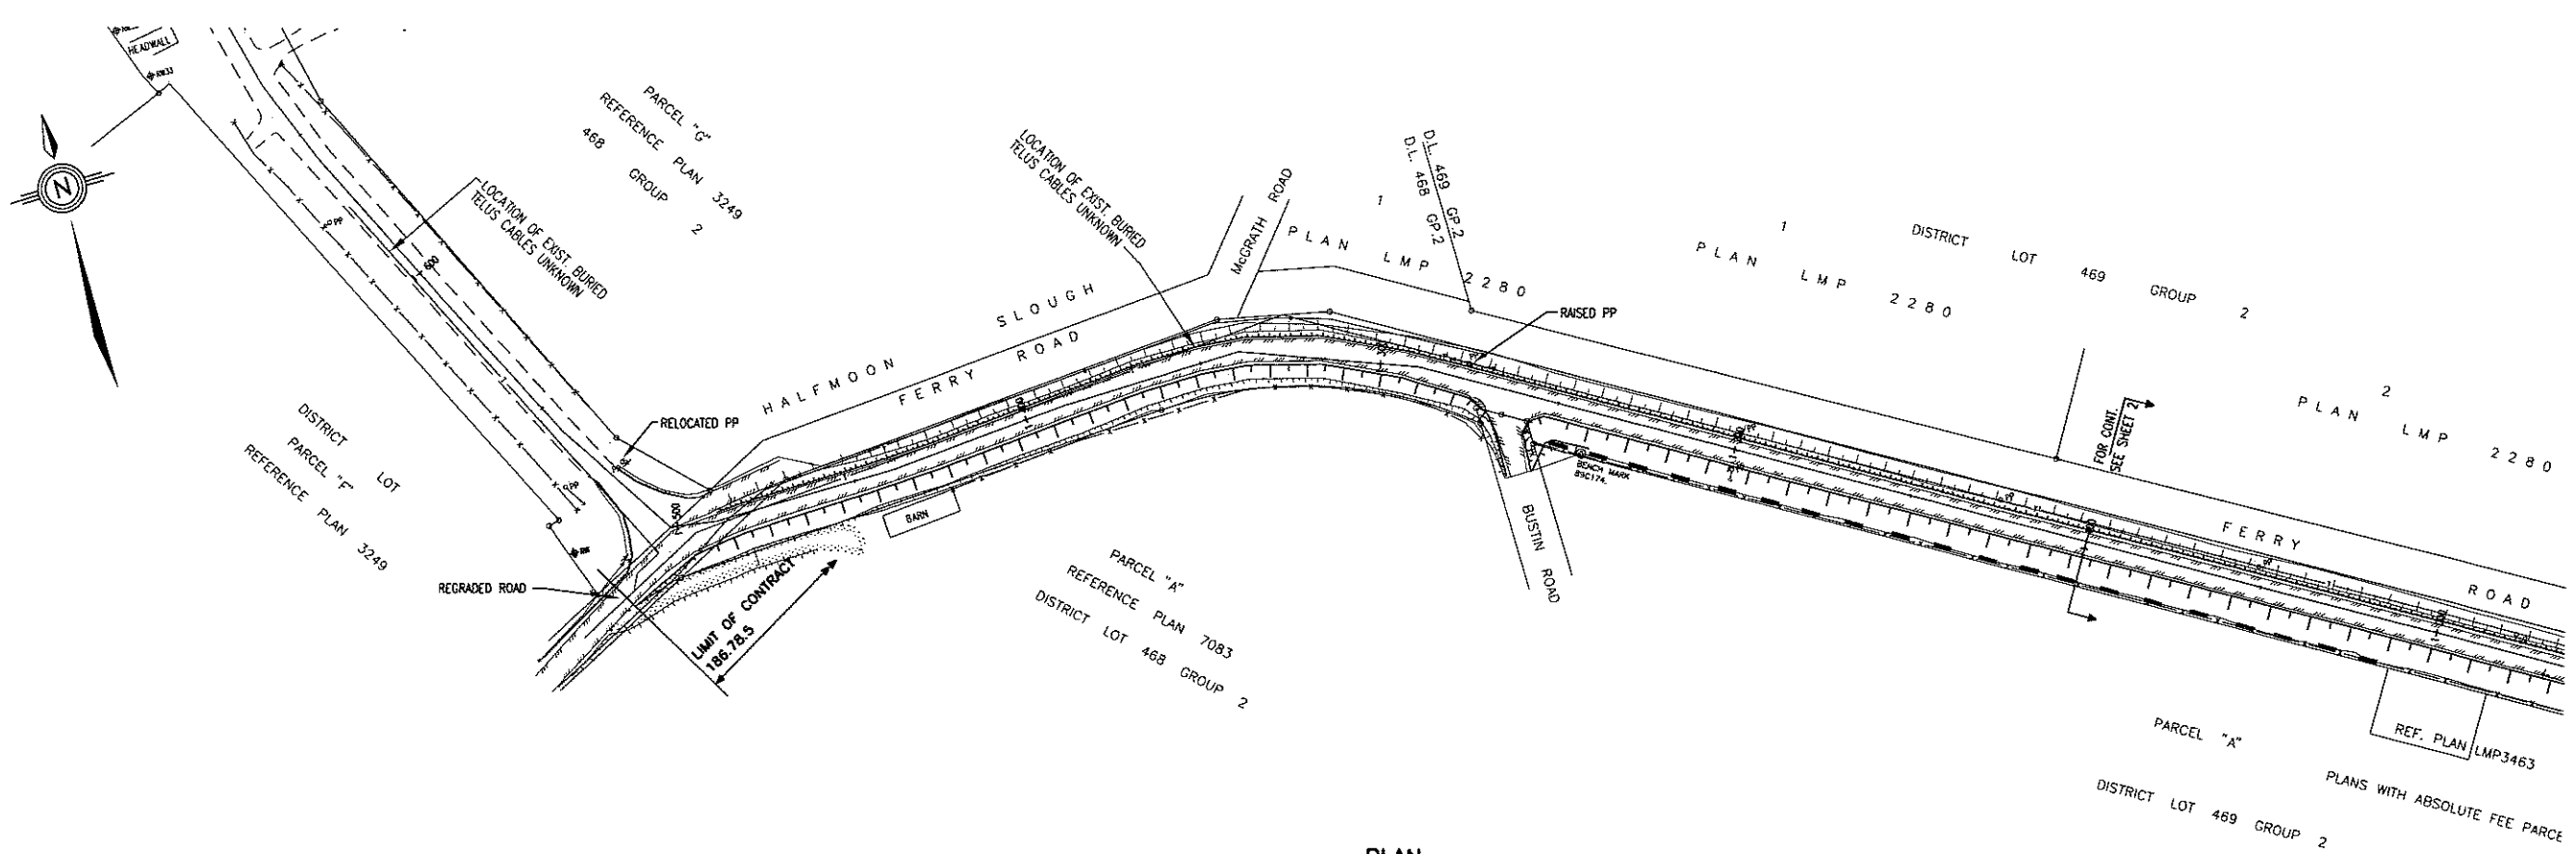 HEADWALL
N
PP
LOCATION OF EXIST. BURIED
TELUS CABLES UNKNOWN
PARCEL "G"
REFERENCE PLAN 3249
468 GROUP 2
DISTRICT LOT
PARCEL "F"
REFERENCE PLAN 3249
RELOCATED PP
REGRADED ROAD
LIMIT OF CONTRACT
186.78.5
BARN
HALFMOON SLOUGH
FERRY ROAD
McGRATH ROAD
LOCATION OF EXIST. BURIED
TELUS CABLES UNKNOWN
PARCEL "A"
REFERENCE PLAN 7083
DISTRICT LOT 468 GROUP 2
D.L. 469 GP.2
D.L. 468 GP.2
1
PLAN LMP 2280
RAISED PP
BENCH MARK
BUSTIN ROAD
1
PLAN LMP 2280
DISTRICT LOT 469 GROUP 2
FOR CONT.
SEE SHEET 2
2
PLAN LMP 2280
FERRY ROAD
REF. PLAN LMP3463
PARCEL "A"
DISTRICT LOT 469 GROUP 2
PLANS WITH ABSOLUTE FEE PARCE
PLAN